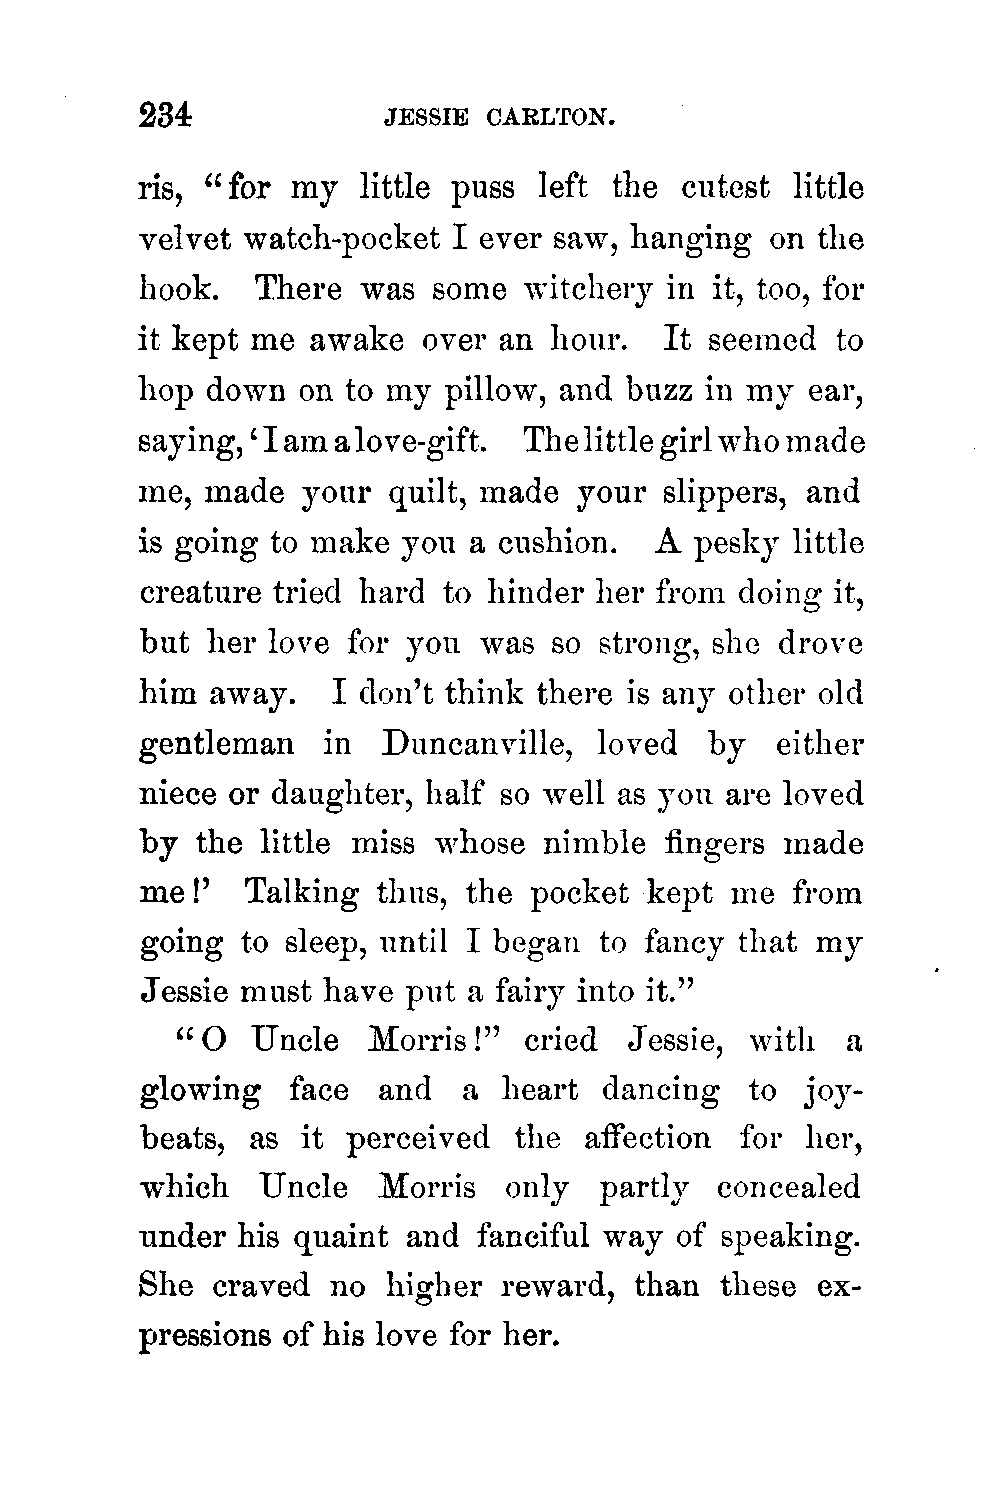 234 JESSIE CARLTON.
ris, “for my little puss left the cutest little
velvet watch-pocket I ever saw, hanging on the
hook. There was some witchery in it, too, for
it kept me awake over an hour. It seemed to
hop down on to my pillow, and buzz in my ear,
saying, ‘I am a love-gift. The little girl who made
me, made your quilt, made your slippers, and
is going to make you a cushion. A pesky little
creature tried hard to hinder her from doing it,
but her love for you was so strong, she drove
him away. I don’t think there is any other old
gentleman in Duncanville, loved by either
niece or daughter, half so well as you are loved
by the little miss whose nimble fingers made
me!’ Talking thus, the pocket kept me from
going to sleep, until I began to fancy that my
Jessie must have put a fairy into it.”
“O Uncle Morris!” cried Jessie, with a
glowing face and a heart dancing to joy-
beats, as it perceived the affection for her,
which Uncle Morris only partly concealed
under his quaint and fanciful way of speaking.
She craved no higher reward, than these ex-
pressions of his love for her.